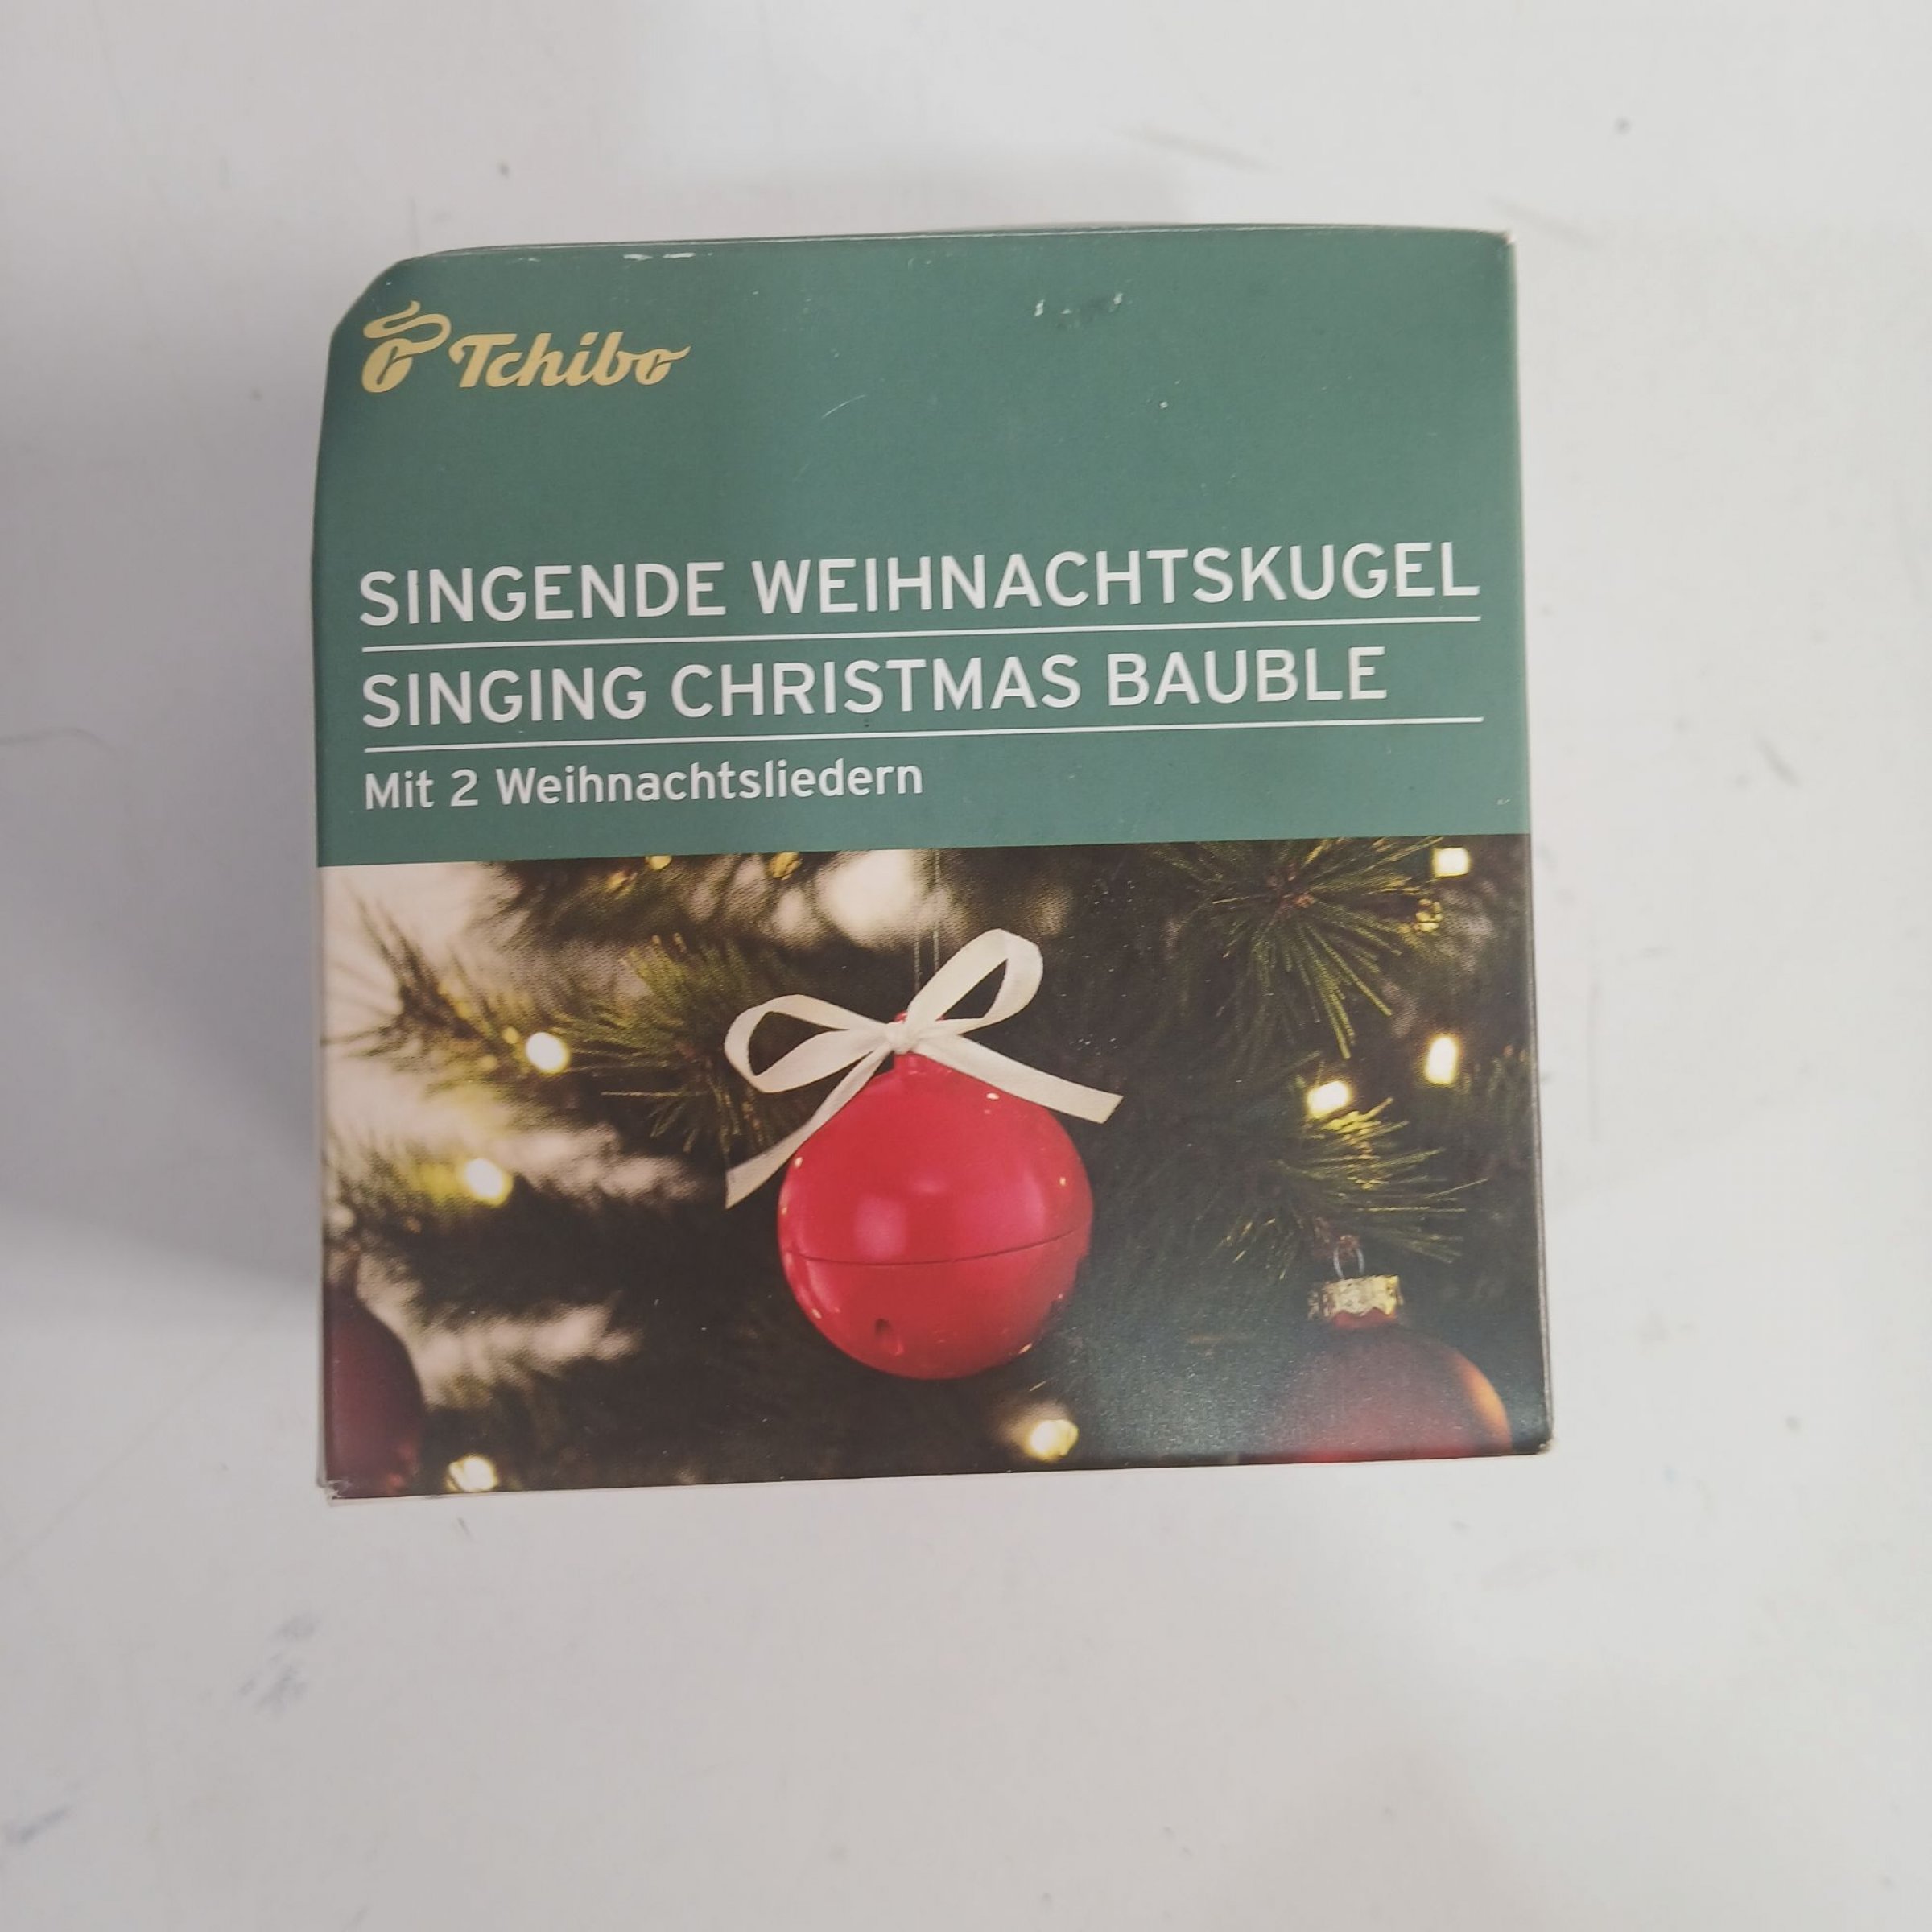 Tchibo
SINGENDE WEIHNACHTSKUGEL
SINGING CHRISTMAS BAUBLE
Mit 2 Weihnachtsliedern